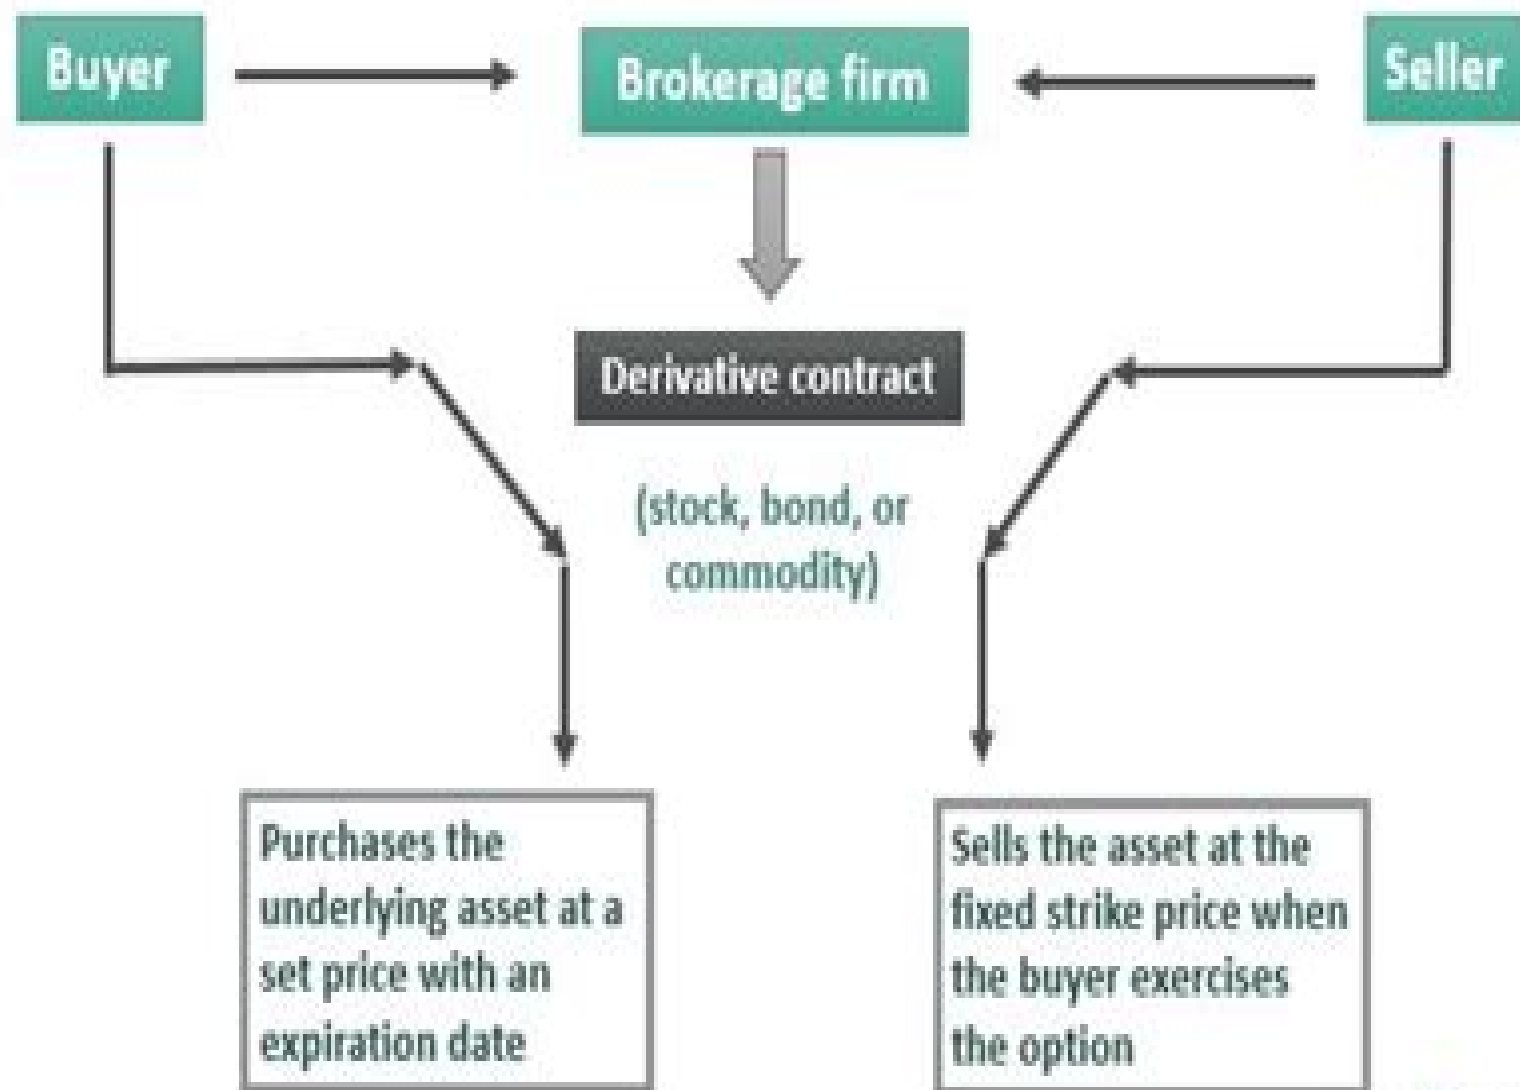 Buyer
Brokerage firm
Seller
Derivative contract
(stock, bond, or
commodity)
Purchases the
underlying asset at a
set price with an
expiration date
Sells the asset at the
fixed strike price when
the buyer exercises
the option